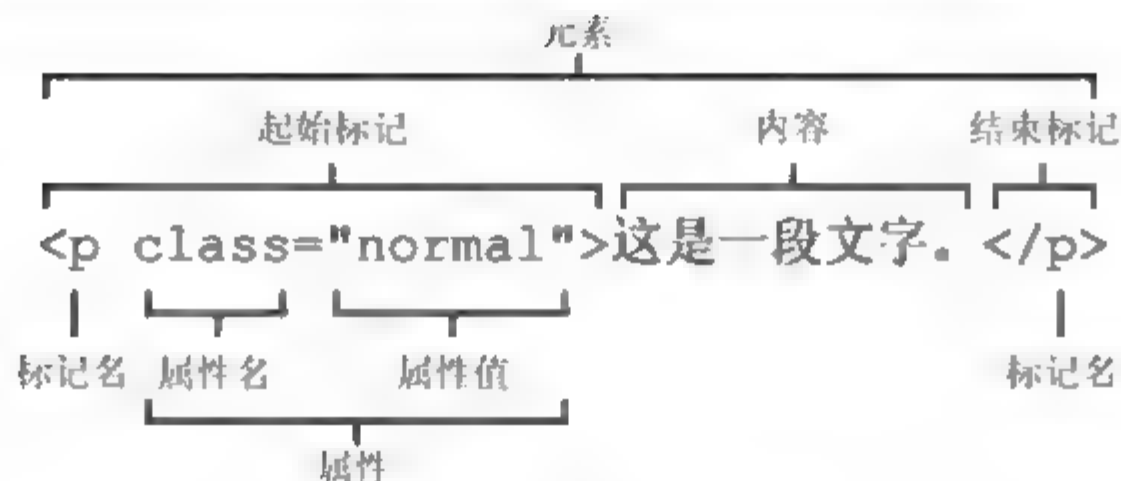 元素
起始标记 内容 结束标记
<p class="normal">这是一段文字。</p>
标记名 属性名 属性值 标记名
属性